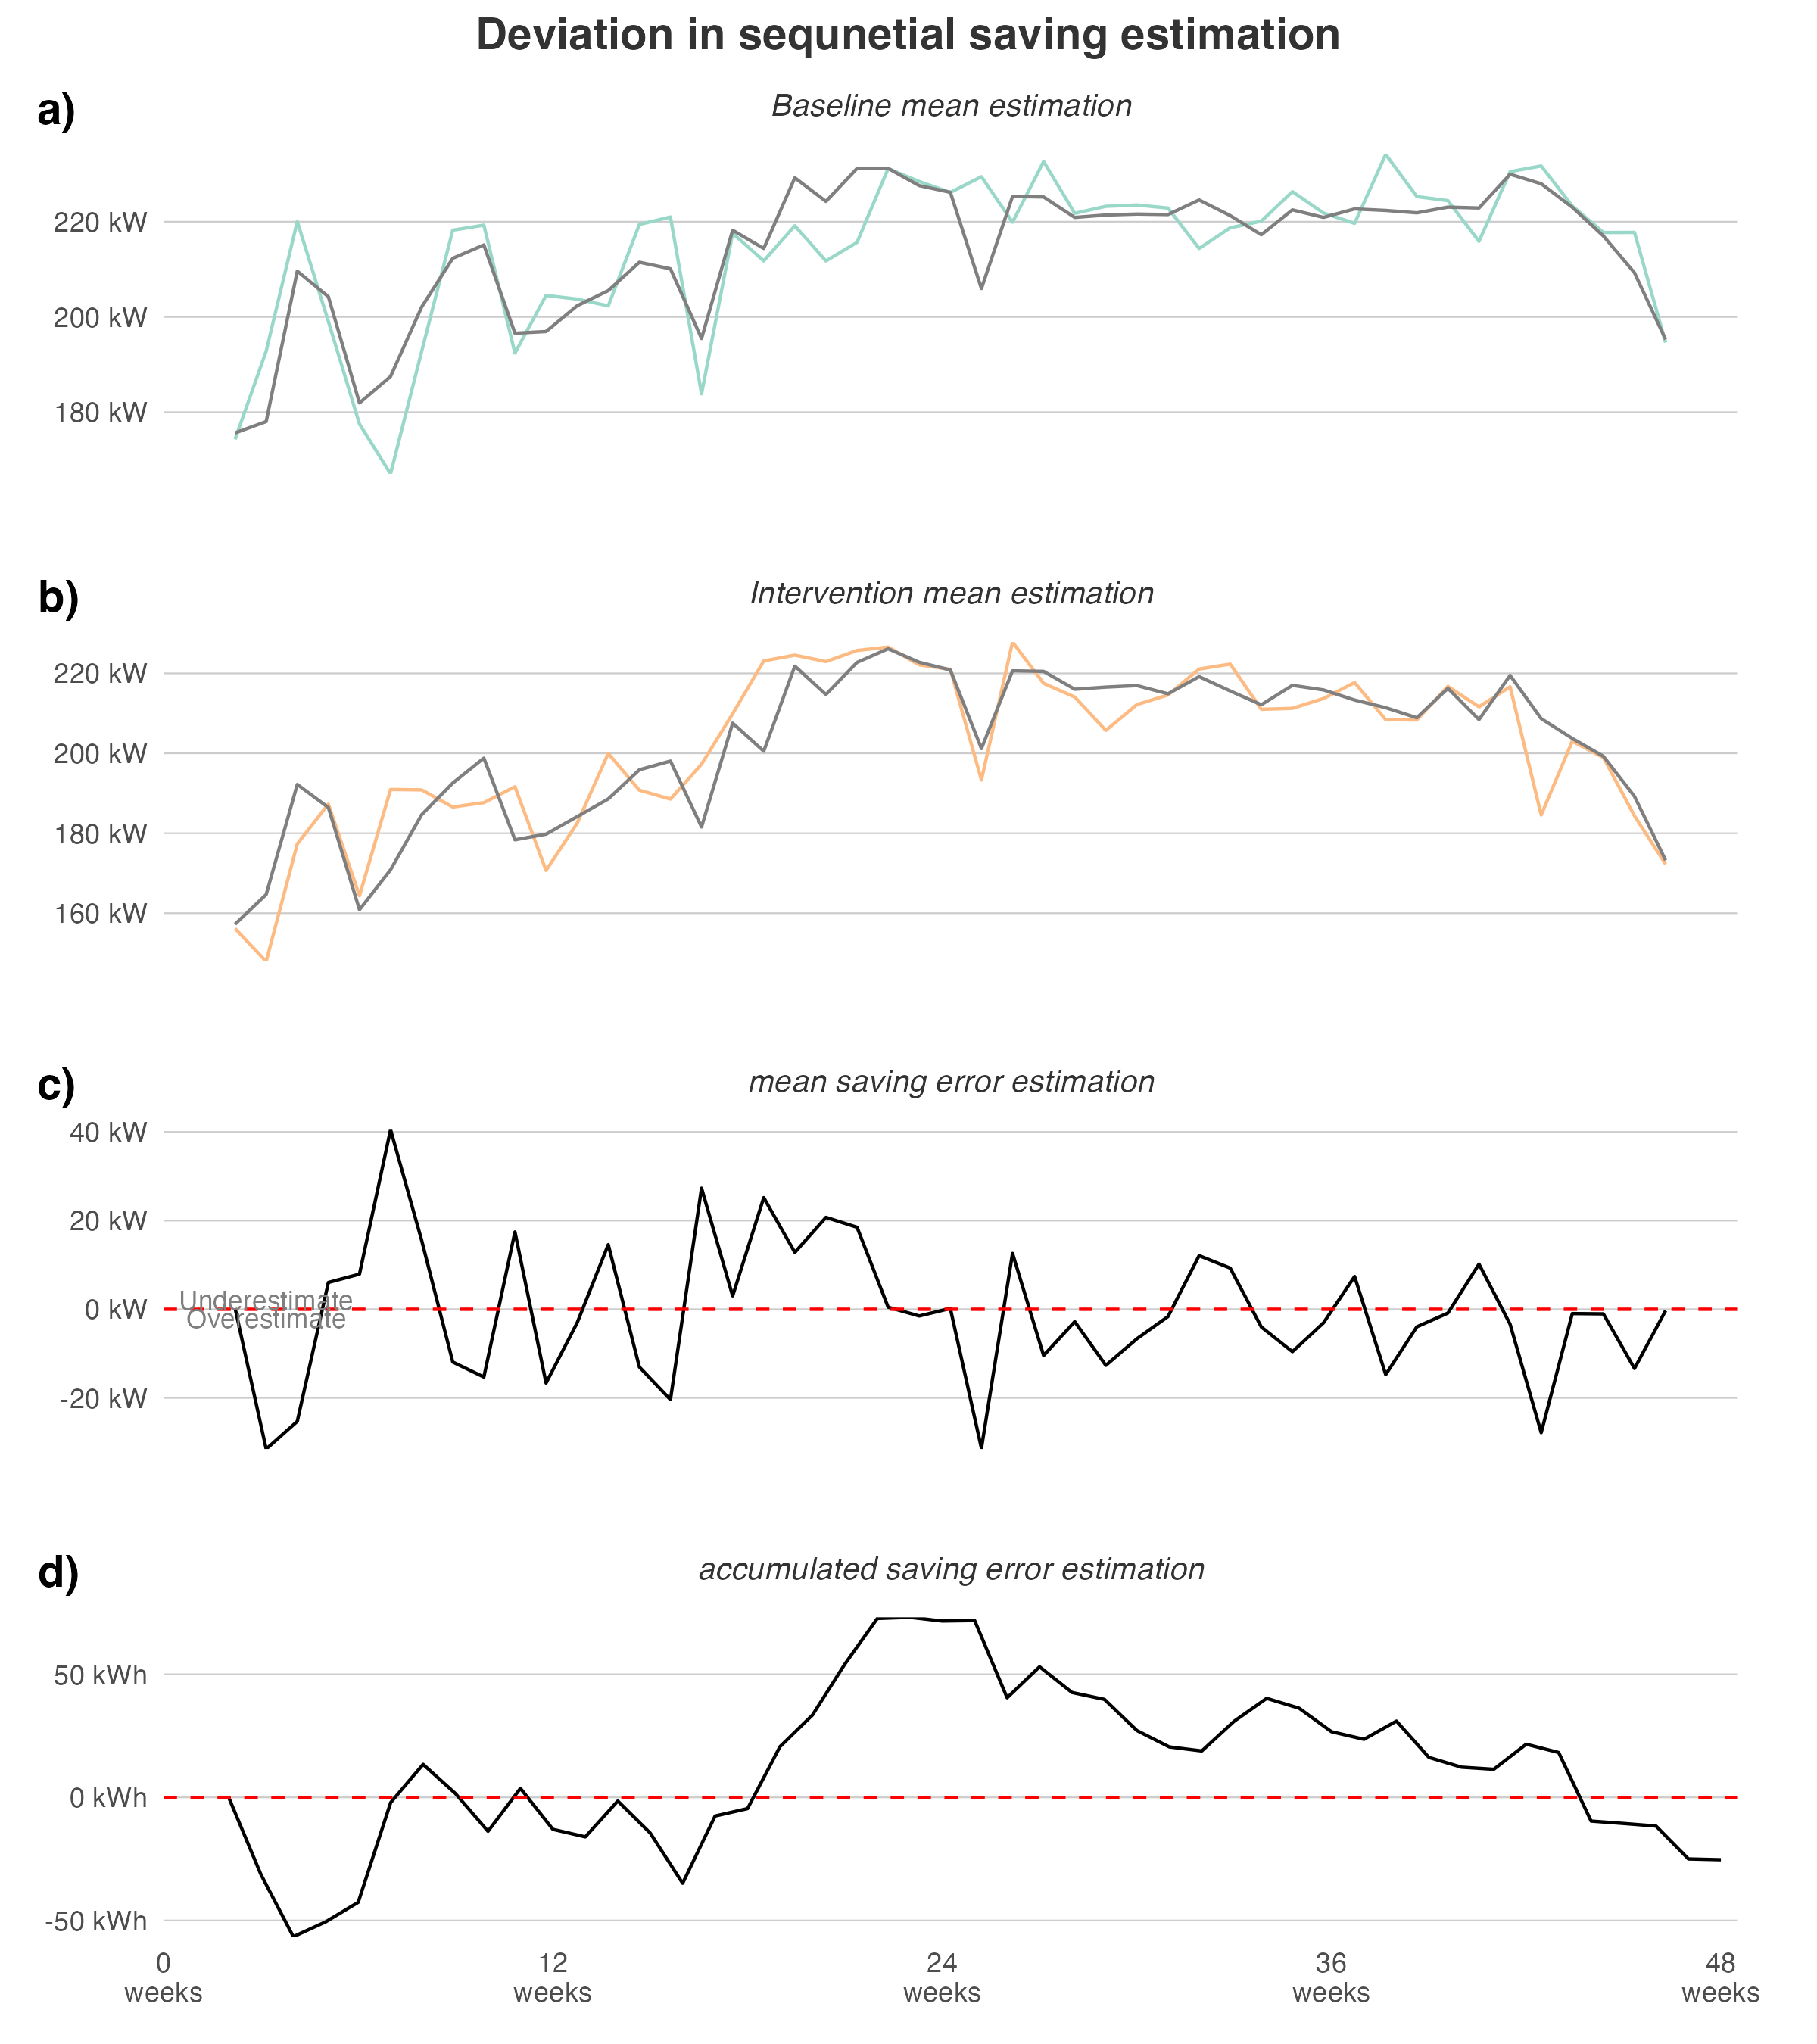 Deviation in sequnetial saving estimation
a)
Baseline mean estimation
220 kW
200 kW
180 kW
b)
Intervention mean estimation
220 kW
200 kW
180 kW
160 kW
c)
mean saving error estimation
40 kW
20 kW
Underestimate
0 kW
Overestimate
-20 kW
d)
accumulated saving error estimation
50 kWh
0 kWh
-50 kWh
0 12 24 36 48
weeks weeks weeks weeks weeks